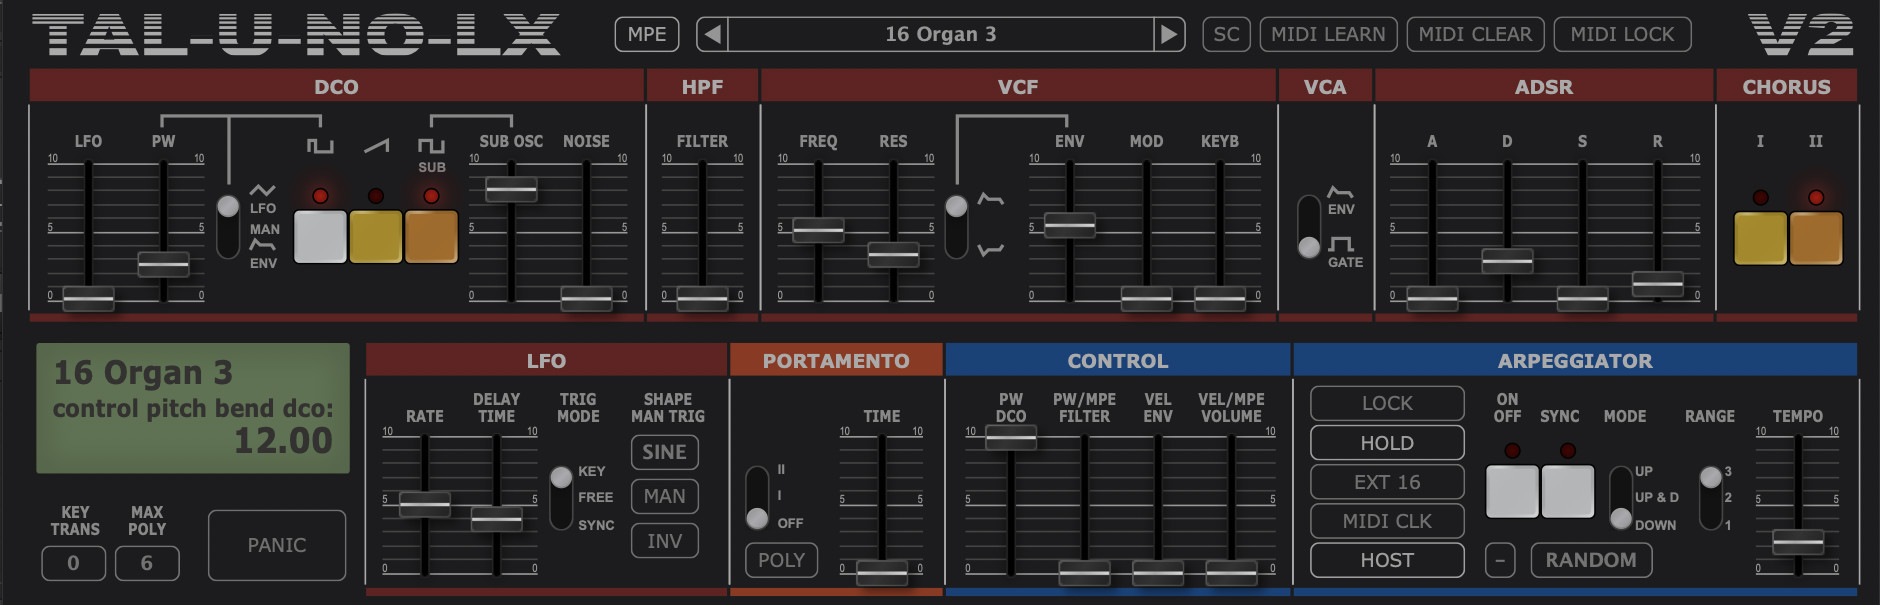 TAL-U-NO-LX
MPE
16 Organ 3
SC
MIDI LEARN
MIDI CLEAR
MIDI LOCK
V2
DCO
HPF
VCF
VCA
ADSR
CHORUS
LFO PW
10 10
5 5
0 0
LFO
MAN
ENV
SUB
SUB OSC NOISE
10 10
5 5
0 0
FILTER
FREQ RES
10 10
5 5
0 0
ENV MOD KEYB
10 10
5 5
0 0
ENV
GATE
A D S R
10 10
5 5
0 0
I II
16 Organ 3
control pitch bend dco:
12.00
KEY
TRANS
0
MAX
POLY
6
PANIC
LFO
RATE
DELAY
TIME
10 10
5 5
0 0
TRIG
MODE
KEY
FREE
SYNC
SHAPE
MAN TRIG
SINE
MAN
INV
PORTAMENTO
II
I
OFF
POLY
TIME
10 10
5 5
0 0
CONTROL
PW
DCO
PW/MPE
FILTER
VEL
ENV
VEL/MPE
VOLUME
10 10
5 5
0 0
ARPEGGIATOR
LOCK
HOLD
EXT 16
MIDI CLK
HOST
ON
OFF
SYNC
MODE
UP
UP & D
DOWN
RANGE
3
2
1
–
RANDOM
TEMPO
10 10
5 5
0 0